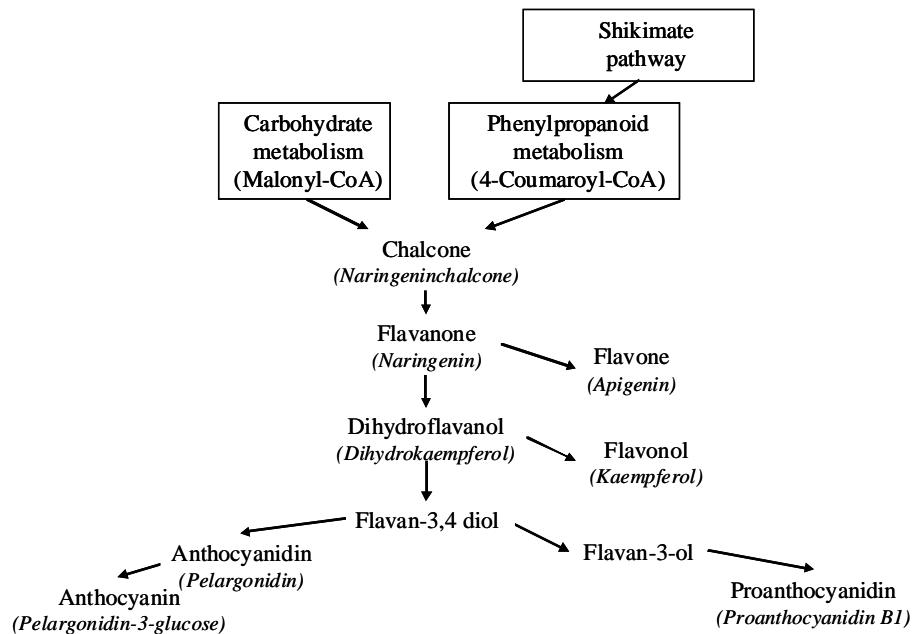 Shikimate
pathway
Carbohydrate
metabolism
(Malonyl-CoA)
Phenylpropanoid
metabolism
(4-Coumaroyl-CoA)
Chalcone
(Naringeninchalcone)
Flavanone
(Naringenin)
Flavone
(Apigenin)
Dihydroflavanol
(Dihydrokaempferol)
Flavonol
(Kaempferol)
Flavan-3,4 diol
Anthocyanidin
(Pelargonidin)
Flavan-3-ol
Anthocyanin
(Pelargonidin-3-glucose)
Proanthocyanidin
(Proanthocyanidin B1)